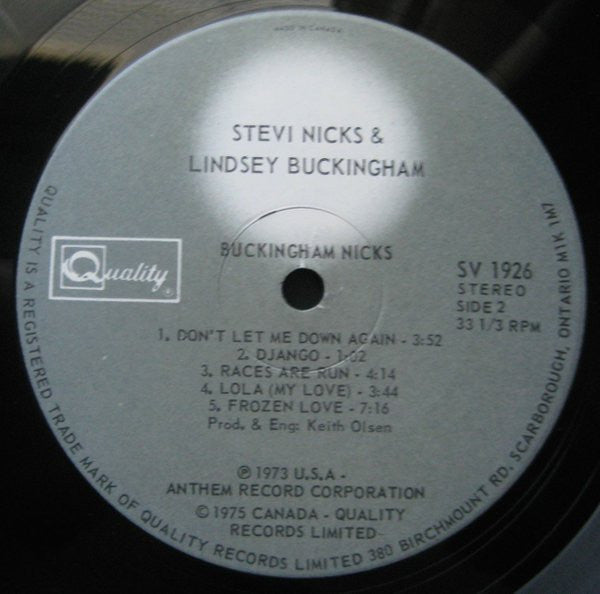 MADE IN CANADA
STEVI NICKS &
LINDSEY BUCKINGHAM
BUCKINGHAM NICKS
Quality
SV 1926
STEREO
SIDE 2
33 1/3 RPM
1. DON'T LET ME DOWN AGAIN - 3:52
2. DJANGO - 1:02
3. RACES ARE RUN - 4:14
4. LOLA (MY LOVE) - 3:44
5. FROZEN LOVE - 7:16
Prod. & Eng: Keith Olsen
℗ 1973 U.S.A -
ANTHEM RECORD CORPORATION
© 1975 CANADA - QUALITY
RECORDS LIMITED
QUALITY IS A REGISTERED TRADE MARK OF QUALITY RECORDS LIMITED 380 BIRCHMOUNT RD. SCARBOROUGH, ONTARIO M1K 1M7